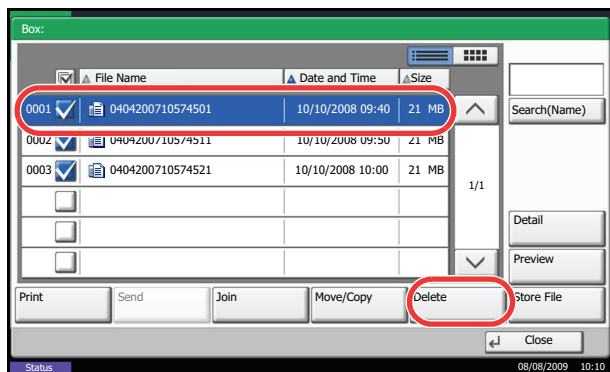 Box:
File Name Date and Time Size
0001 0404200710574501 10/10/2008 09:40 21 MB
Search(Name)
0002 0404200710574511 10/10/2008 09:50 21 MB
0003 0404200710574521 10/10/2008 10:00 21 MB
1/1
Detail
Preview
Print Send Join Move/Copy Delete Store File
Close
Status 08/08/2009 10:10